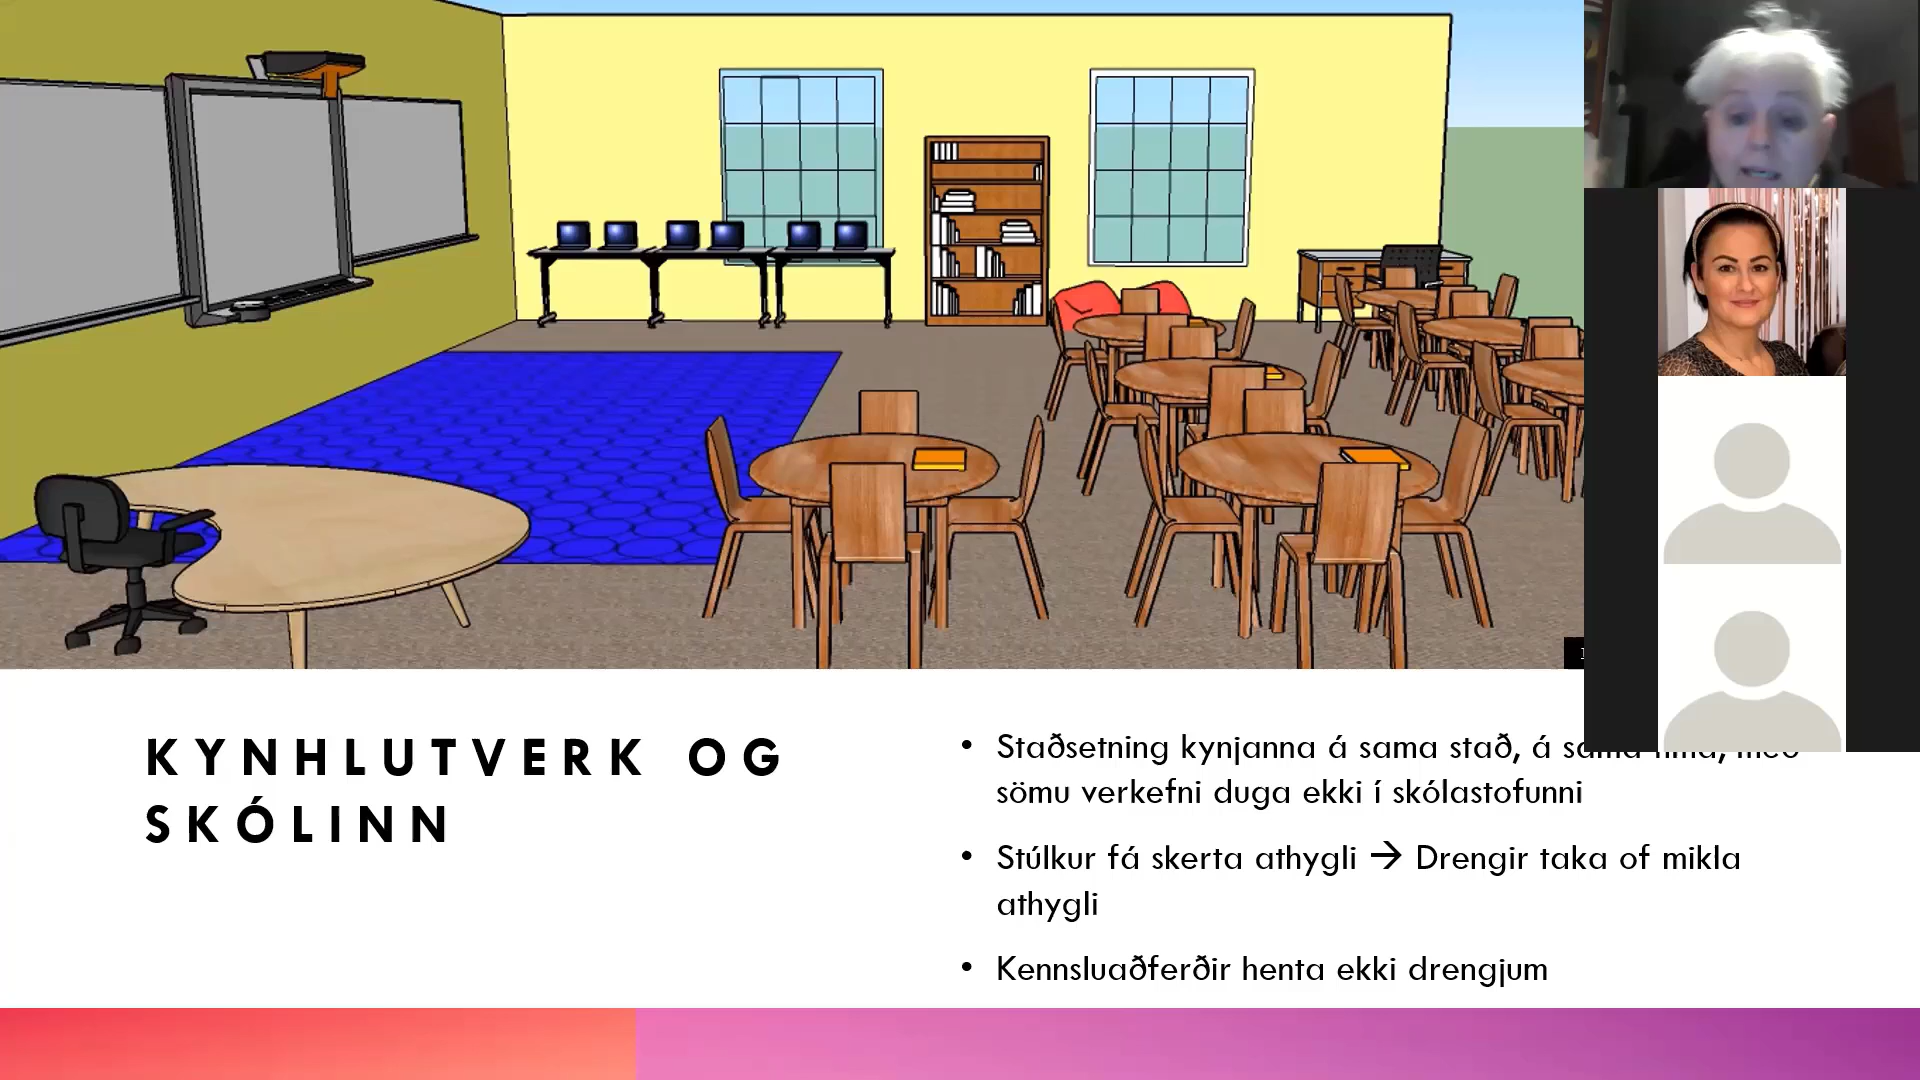 KYNHLUTVERK OG
SKÓLINN
• Staðsetning kynjanna á sama stað, á
sömu verkefni duga ekki í skólastofunni
• Stúlkur fá skerta athygli → Drengir taka of mikla
athygli
• Kennsluaðferðir henta ekki drengjum